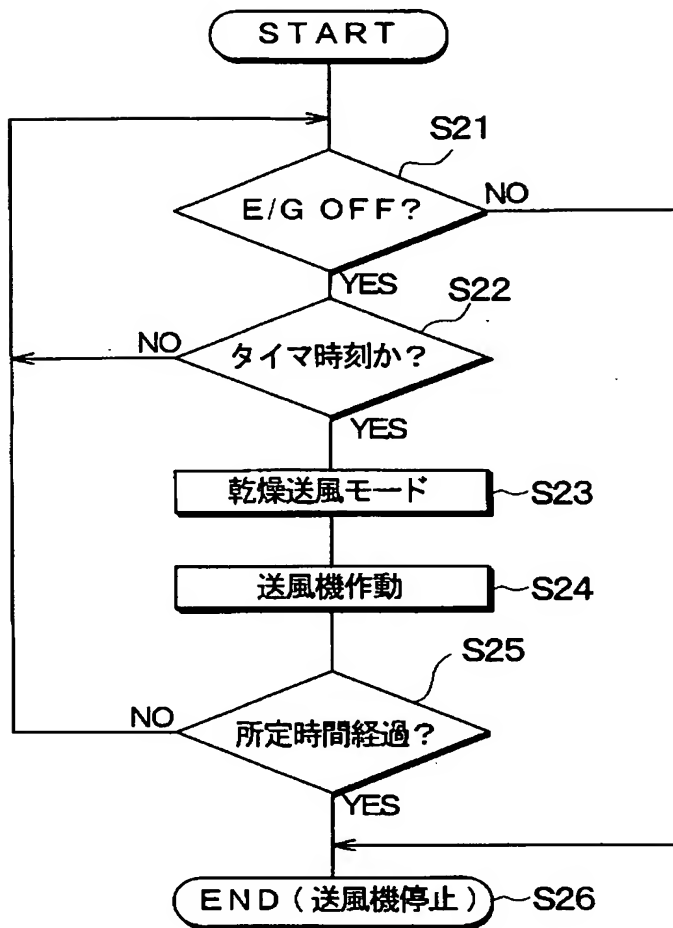 START
S21
E/G OFF?
NO
YES
S22
NO
タイマ時刻か?
YES
乾燥送風モード
S23
送風機作動
S24
S25
NO
所定時間経過?
YES
END(送風機停止)
S26